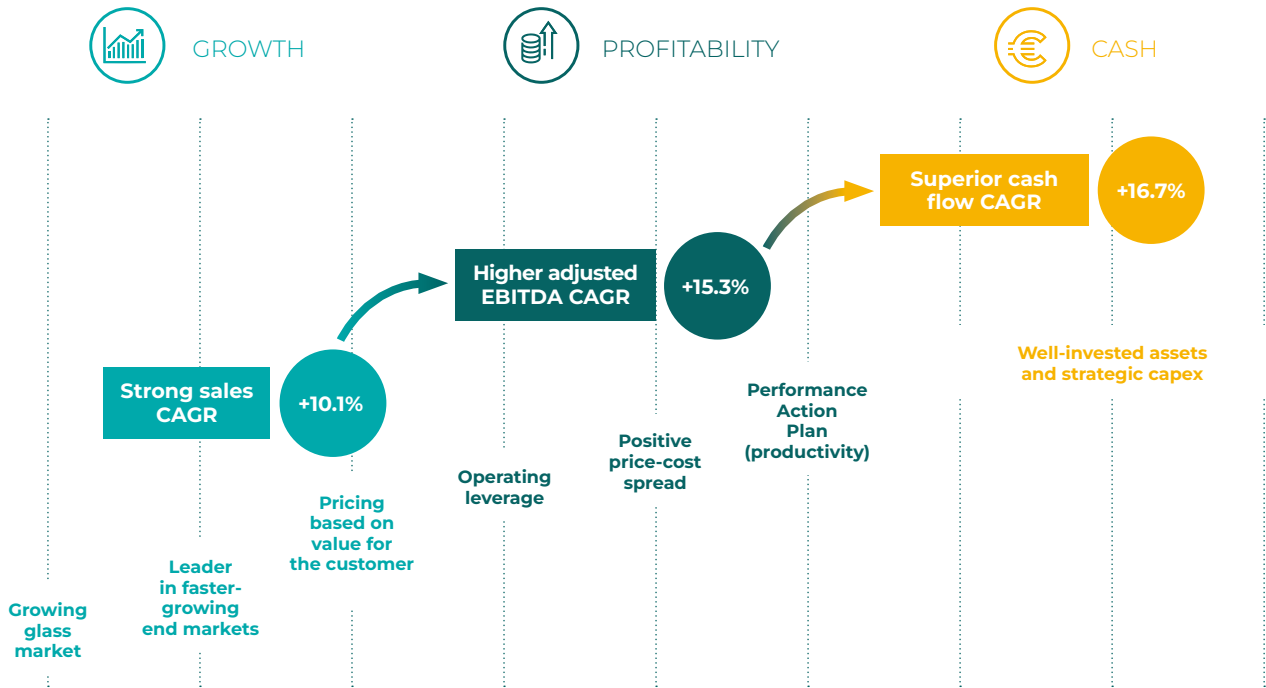 GROWTH
PROFITABILITY
CASH
Superior cash
flow CAGR
+16.7%
Higher adjusted
EBITDA CAGR
+15.3%
Strong sales
CAGR
+10.1%
Growing
glass
market
Leader
in faster-
growing
end markets
Pricing
based on
value for
the customer
Operating
leverage
Positive
price-cost
spread
Performance
Action
Plan
(productivity)
Well-invested assets
and strategic capex